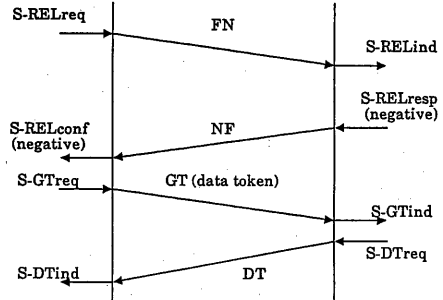 S-RELreq
FN
S-RELind
S-RELresp
(negative)
S-RELconf
(negative)
NF
S-GTreq
GT (data token)
S-GTind
S-DTreq
S-DTind
DT